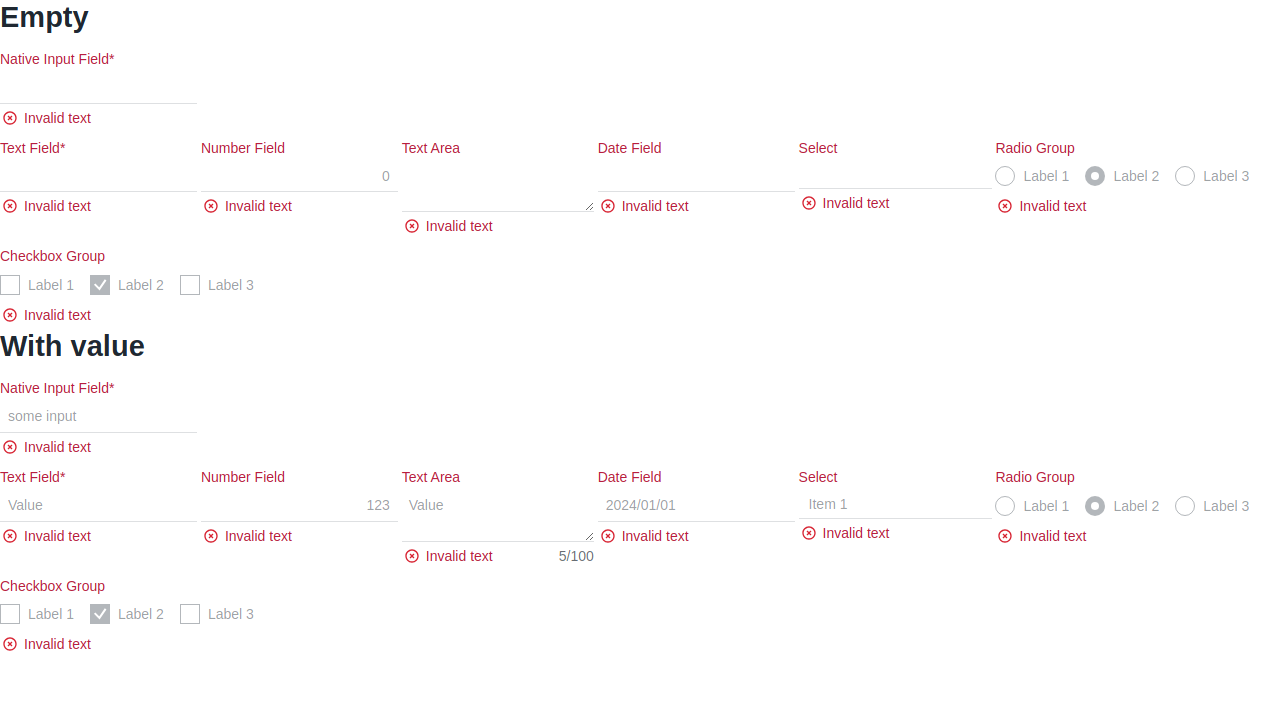 Empty
Native Input Field*
Invalid text
Text Field* Number Field Text Area Date Field Select Radio Group
0 Label 1 Label 2 Label 3
Invalid text Invalid text Invalid text Invalid text Invalid text
Invalid text
Checkbox Group
Label 1 Label 2 Label 3
Invalid text
With value
Native Input Field*
some input
Invalid text
Text Field* Number Field Text Area Date Field Select Radio Group
Value 123 Value 2024/01/01 Item 1 Label 1 Label 2 Label 3
Invalid text Invalid text Invalid text Invalid text Invalid text
Invalid text 5/100
Checkbox Group
Label 1 Label 2 Label 3
Invalid text